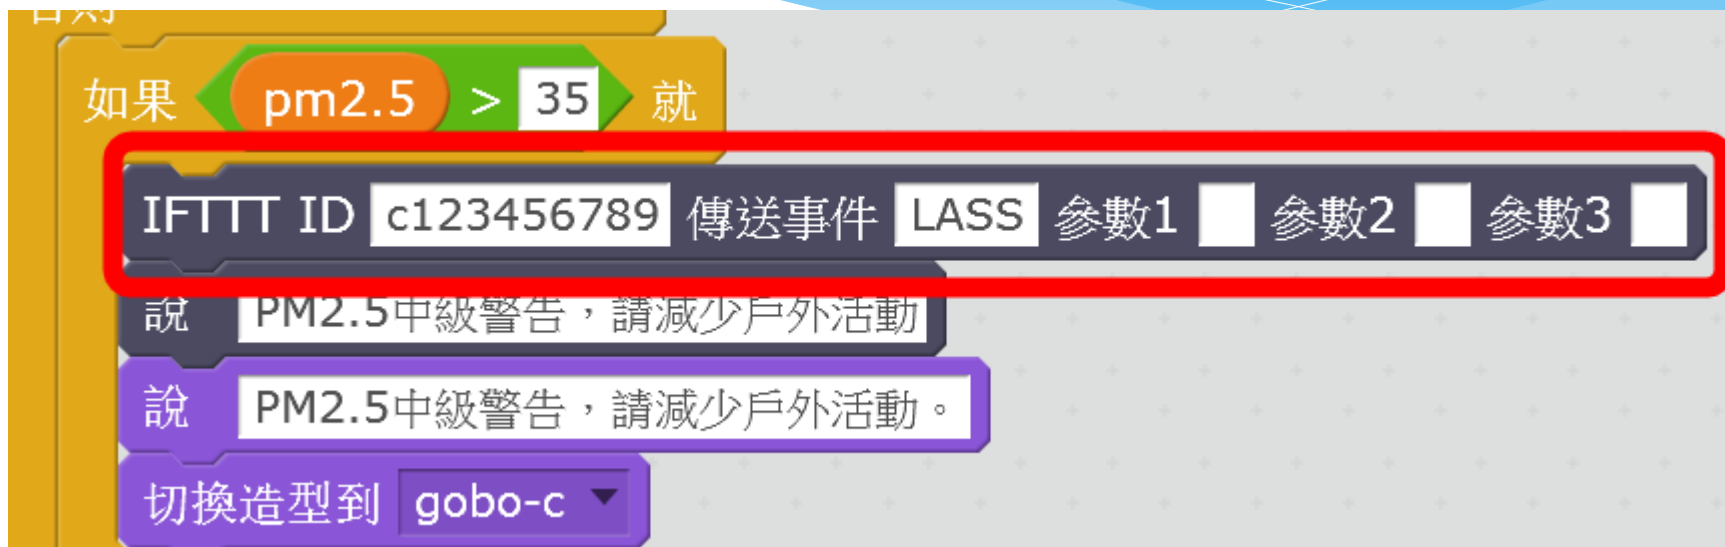 否則
如果 pm2.5 > 35 就
IFTTT ID c123456789 傳送事件 LASS 參數1 參數2 參數3
說 PM2.5中級警告，請減少戶外活動
說 PM2.5中級警告，請減少戶外活動。
切換造型到 gobo-c